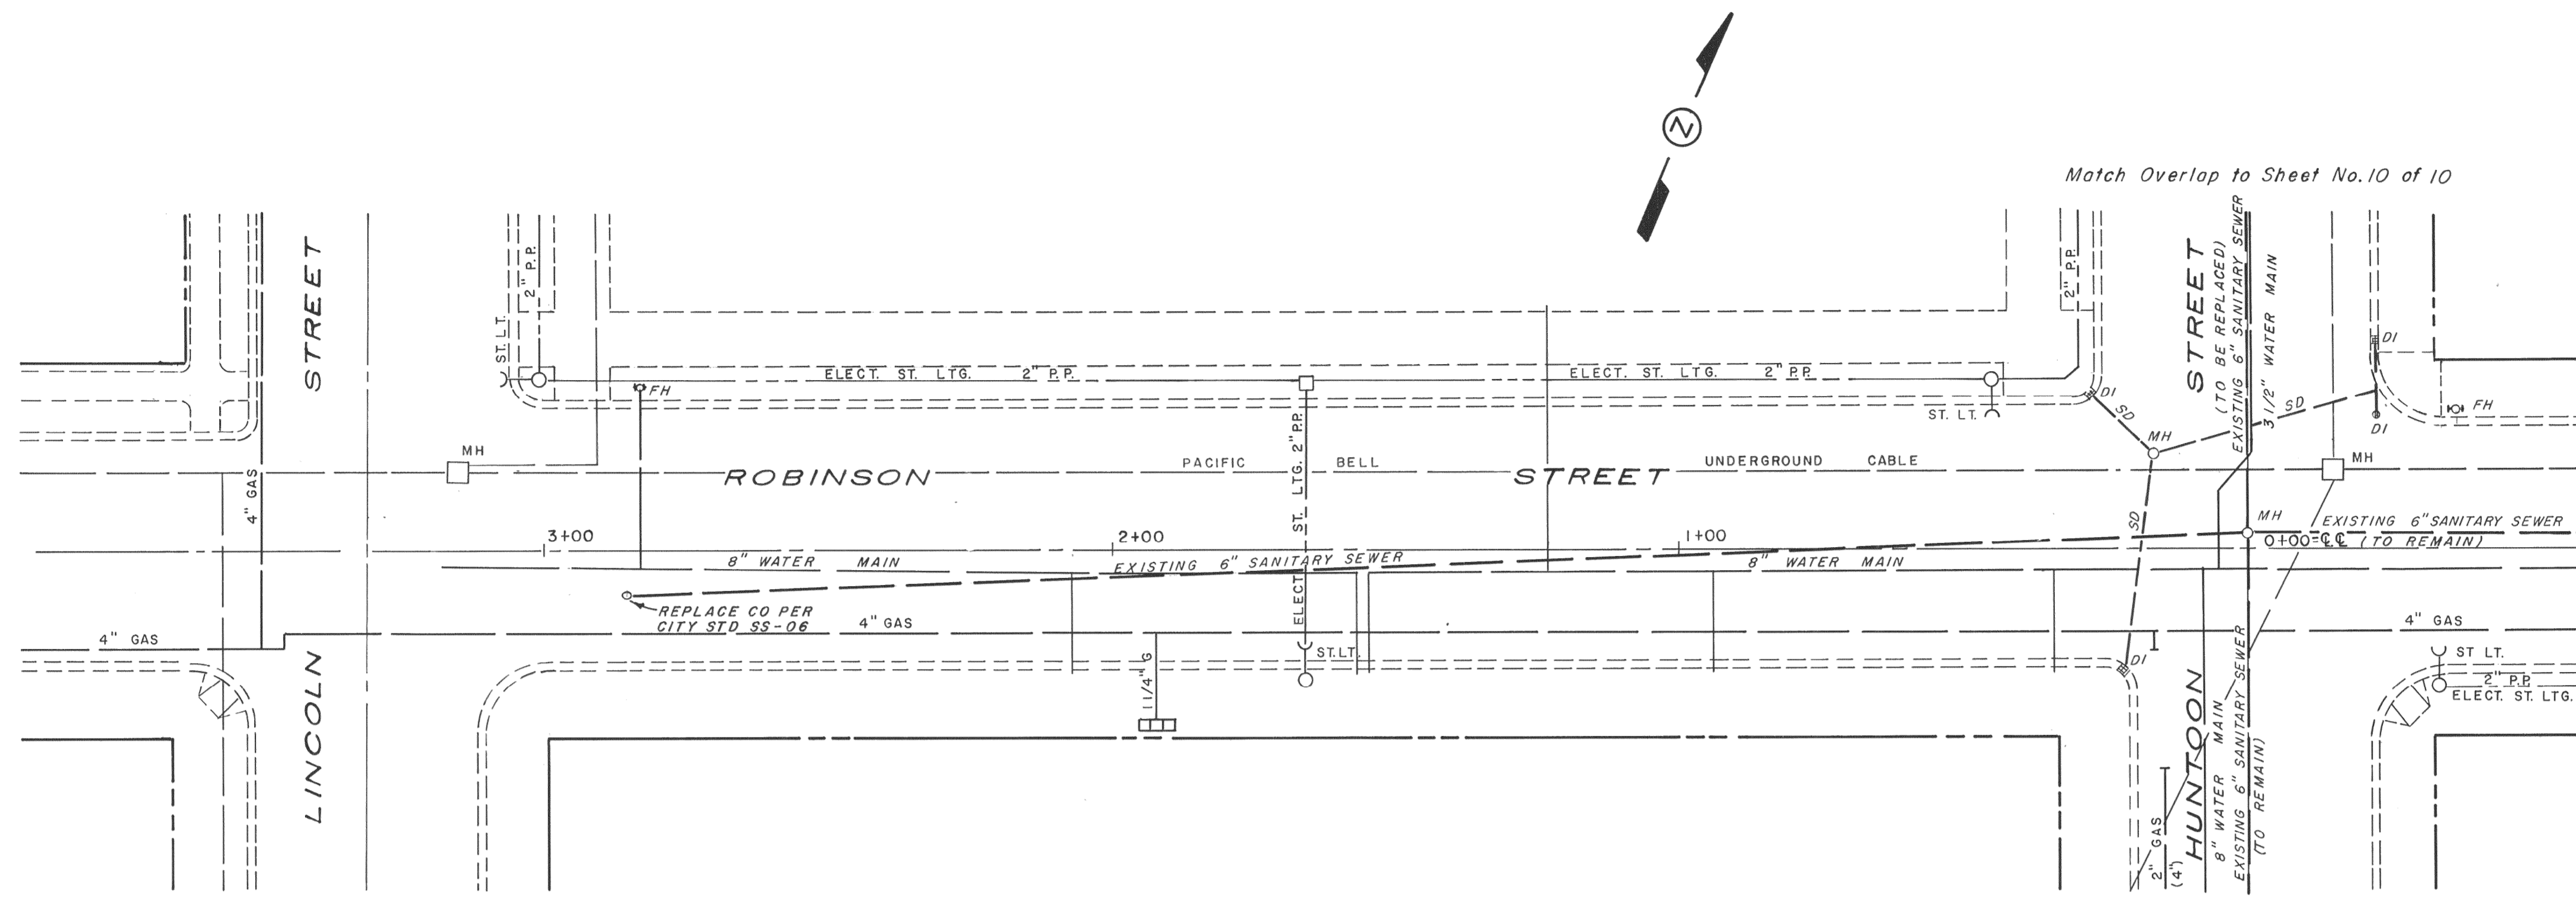 N
Match Overlap to Sheet No. 10 of 10
STREET
2" P.P.
ST. LT.
FH
ELECT. ST. LTG. 2" P.P.
ELECT. ST. LTG. 2" P.P.
ST. LT.
2" P.P.
STREET
(TO BE REPLACED)
EXISTING 6" SANITARY SEWER
3 1/2" WATER MAIN
DI
DI
SD
SD
FH
DI
MH
4" GAS
MH
ROBINSON
PACIFIC BELL
STREET
UNDERGROUND CABLE
MH
ELECT. ST. LTG. 2" P.P.
SD
MH
EXISTING 6" SANITARY SEWER
0+00=℄ ℄ (TO REMAIN)
3+00
2+00
1+00
8" WATER MAIN
EXISTING 6" SANITARY SEWER
8" WATER MAIN
REPLACE CO PER
CITY STD SS-06
4" GAS
4" GAS
4" GAS
LINCOLN
1 1/4" G
ST. LT.
DI
ST LT.
2" P.P.
ELECT. ST. LTG.
2" GAS
(4")
HUNTOON
8" WATER MAIN
EXISTING 6" SANITARY SEWER
(TO REMAIN)